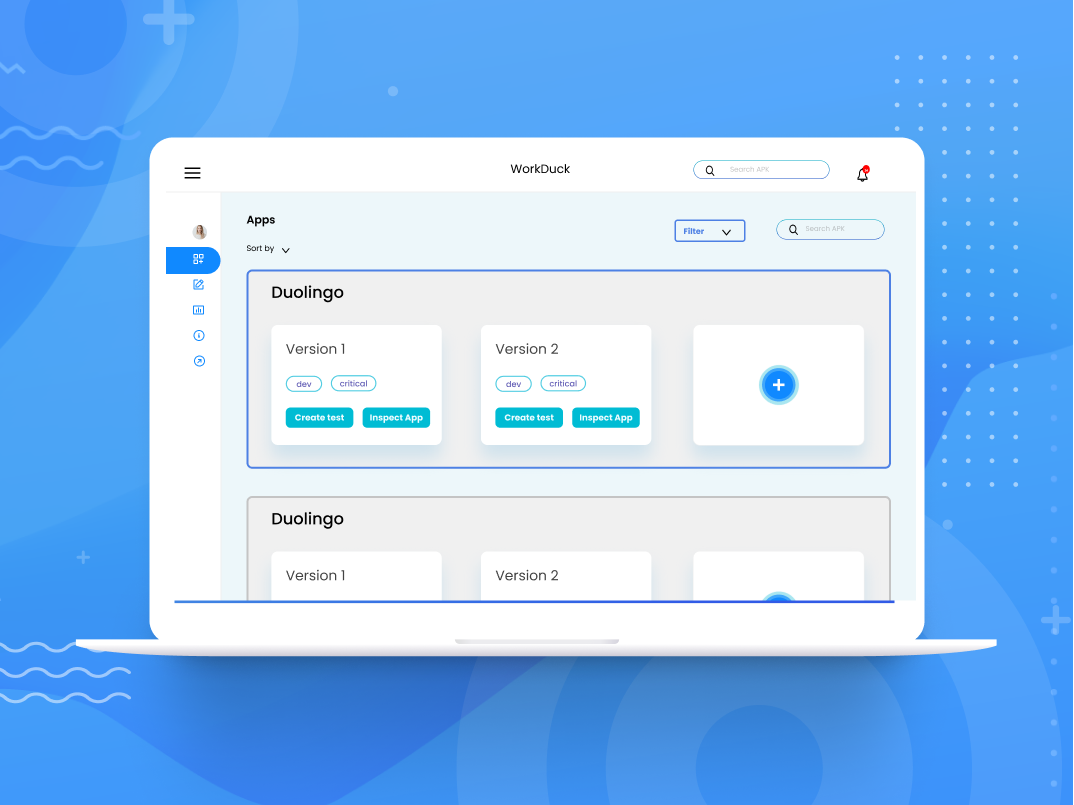 WorkDuck
Search APK
Apps
Filter
Search APK
Sort by
Duolingo
Version 1
Version 2
dev
critical
dev
critical
Create test
Inspect App
Create test
Inspect App
Duolingo
Version 1
Version 2